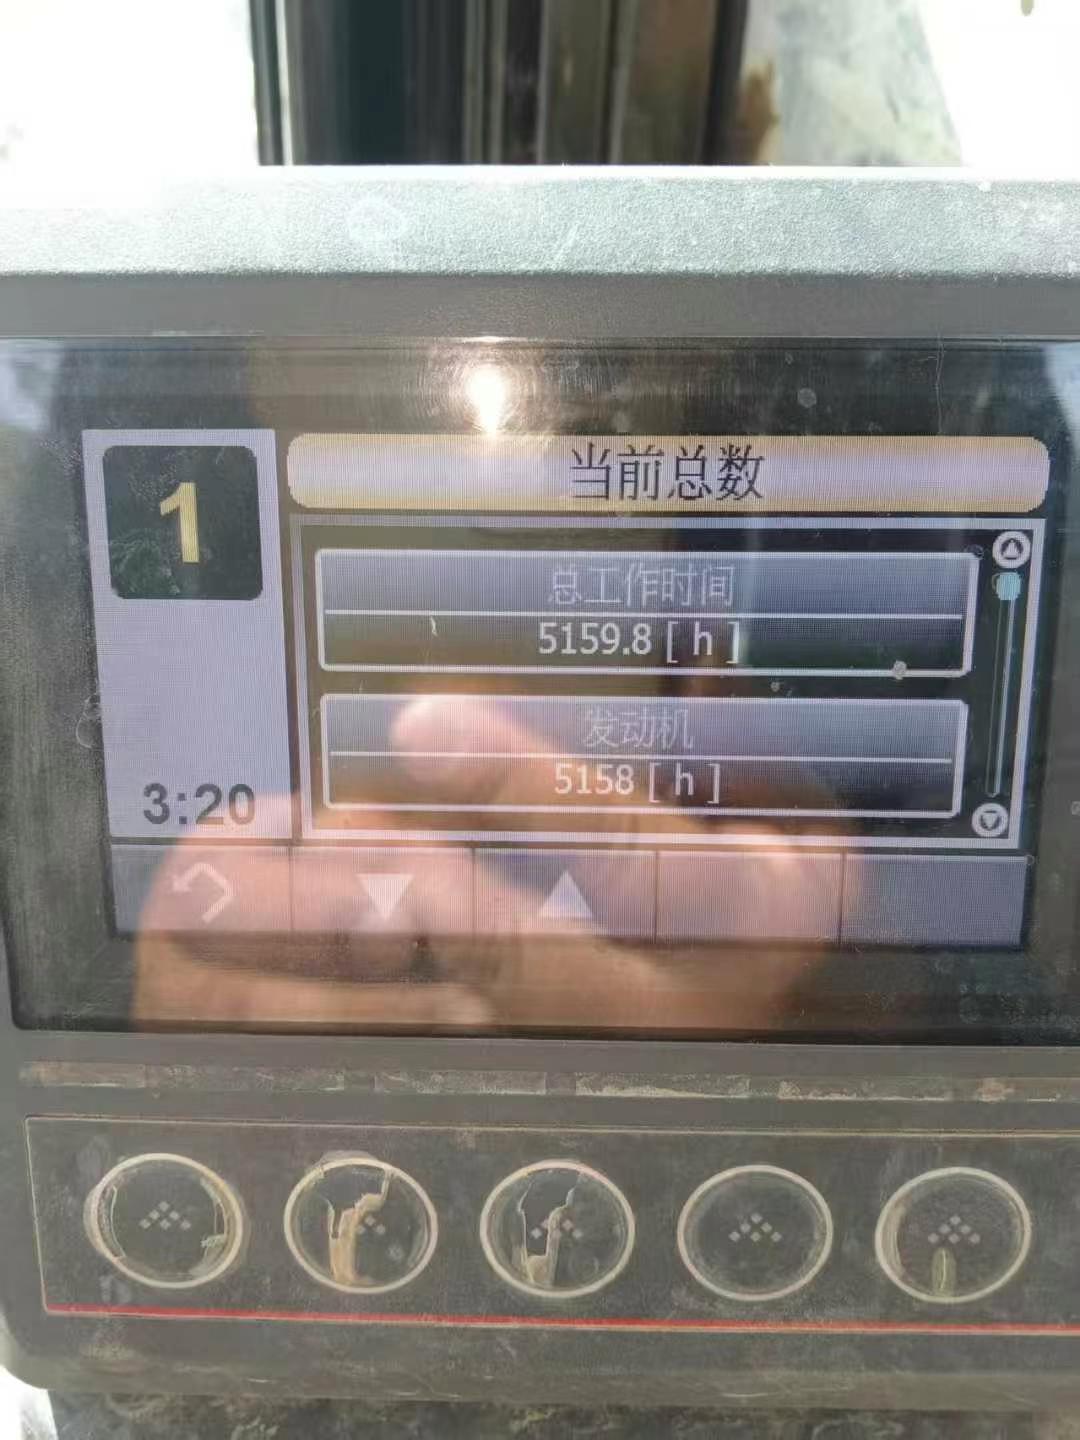 1
当前总数
总工作时间
5159.8 [ h ]
发动机
5158 [ h ]
3:20